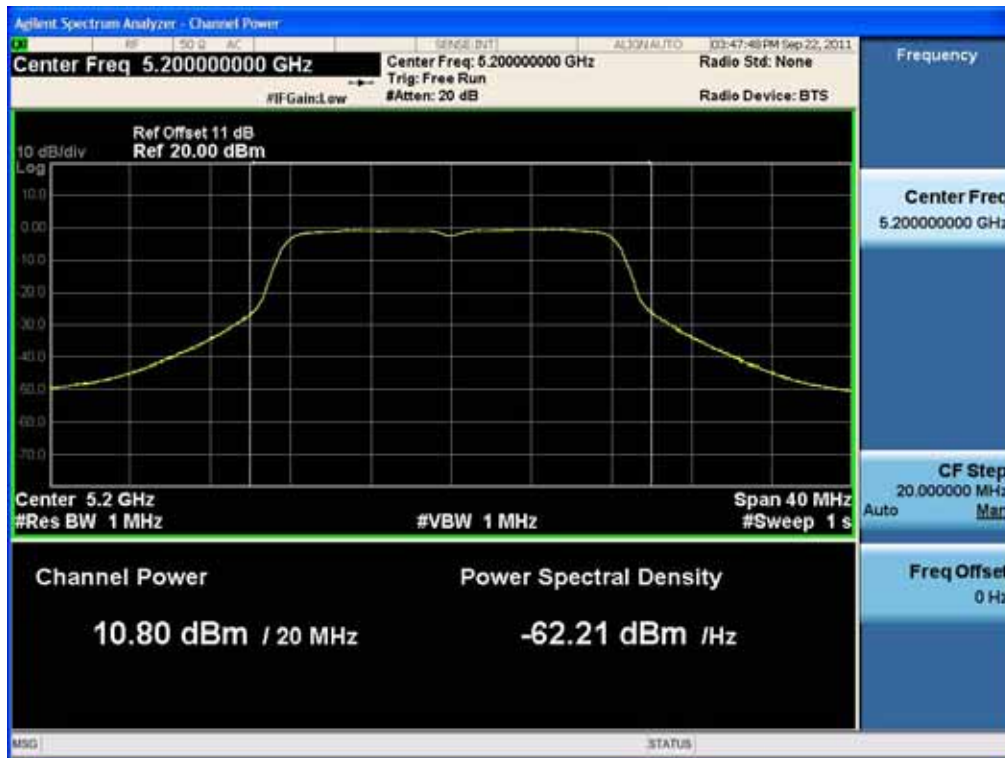 Agilent Spectrum Analyzer - Channel Power
RF 50 Ω AC SENSE:INT ALIGNAUTO 03:47:48 PM Sep 22, 2011
Center Freq 5.200000000 GHz
Center Freq: 5.200000000 GHz
Radio Std: None
Trig: Free Run
#IFGain:Low
#Atten: 20 dB
Radio Device: BTS
Ref Offset 11 dB
10 dB/div Ref 20.00 dBm
Log
10.0
0.00
-10.0
-20.0
-30.0
-40.0
-50.0
-60.0
-70.0
Center 5.2 GHz
Span 40 MHz
#Res BW 1 MHz
#VBW 1 MHz
#Sweep 1 s
Channel Power
Power Spectral Density
10.80 dBm / 20 MHz
-62.21 dBm /Hz
MSG
STATUS
Frequency
Center Freq
5.200000000 GHz
CF Step
20.000000 MHz
Auto Man
Freq Offset
0 Hz